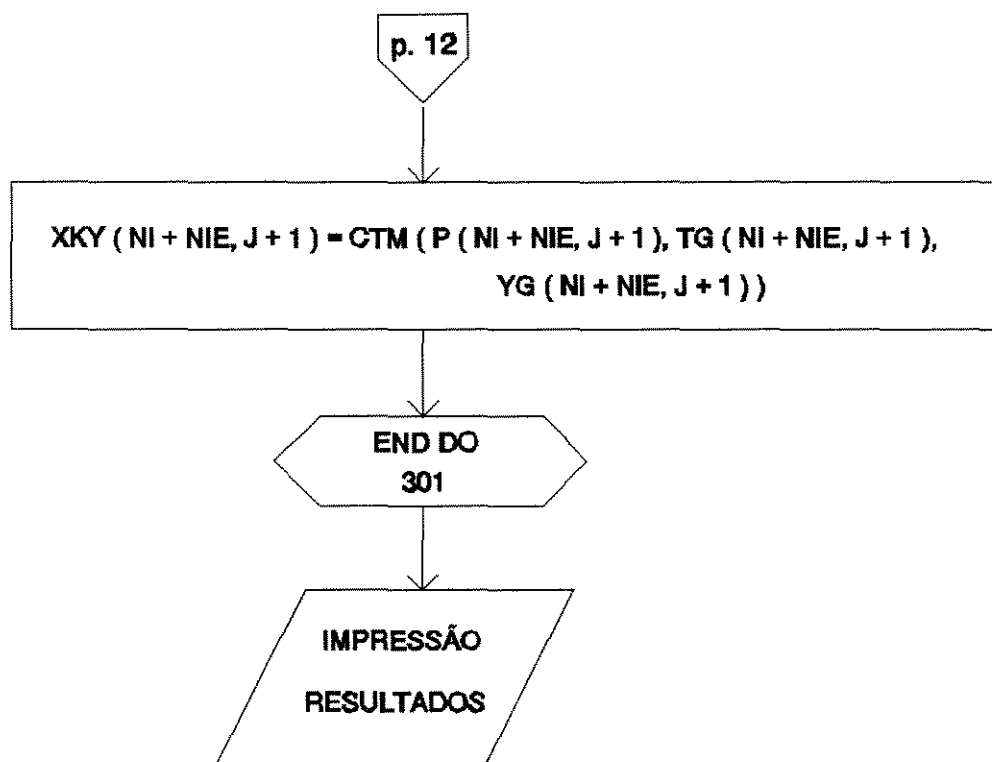 p. 12
XKY ( NI + NIE, J + 1 ) = CTM ( P ( NI + NIE, J + 1 ), TG ( NI + NIE, J + 1 ),
YG ( NI + NIE, J + 1 ) )
END DO
301
IMPRESSÃO
RESULTADOS